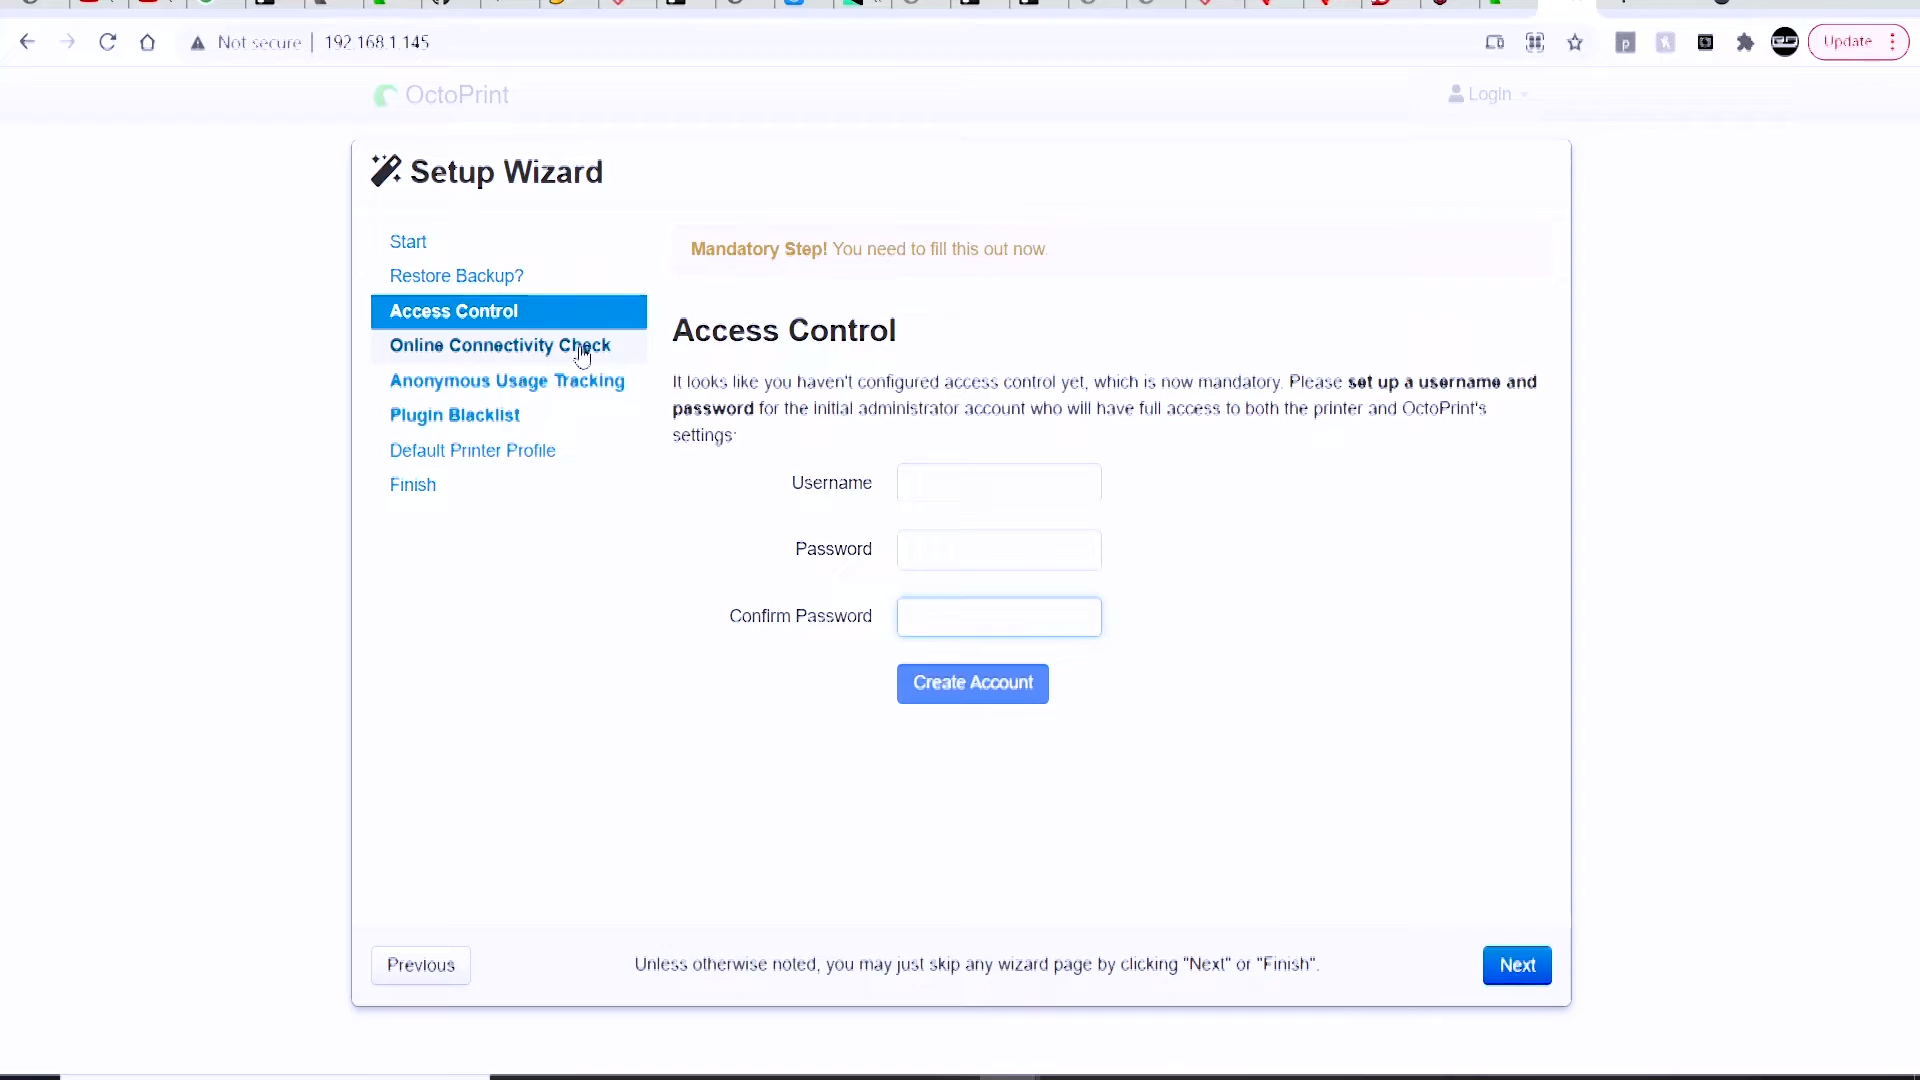 Not secure
192.168.1.145
Update
OctoPrint
Login
Setup Wizard
Start
Restore Backup?
Access Control
Online Connectivity Check
Anonymous Usage Tracking
Plugin Blacklist
Default Printer Profile
Finish
Mandatory Step! You need to fill this out now.
Access Control
It looks like you haven't configured access control yet, which is now mandatory. Please set up a username and
password for the initial administrator account who will have full access to both the printer and OctoPrint's
settings:
Username
Password
Confirm Password
Create Account
Previous
Unless otherwise noted, you may just skip any wizard page by clicking "Next" or "Finish".
Next